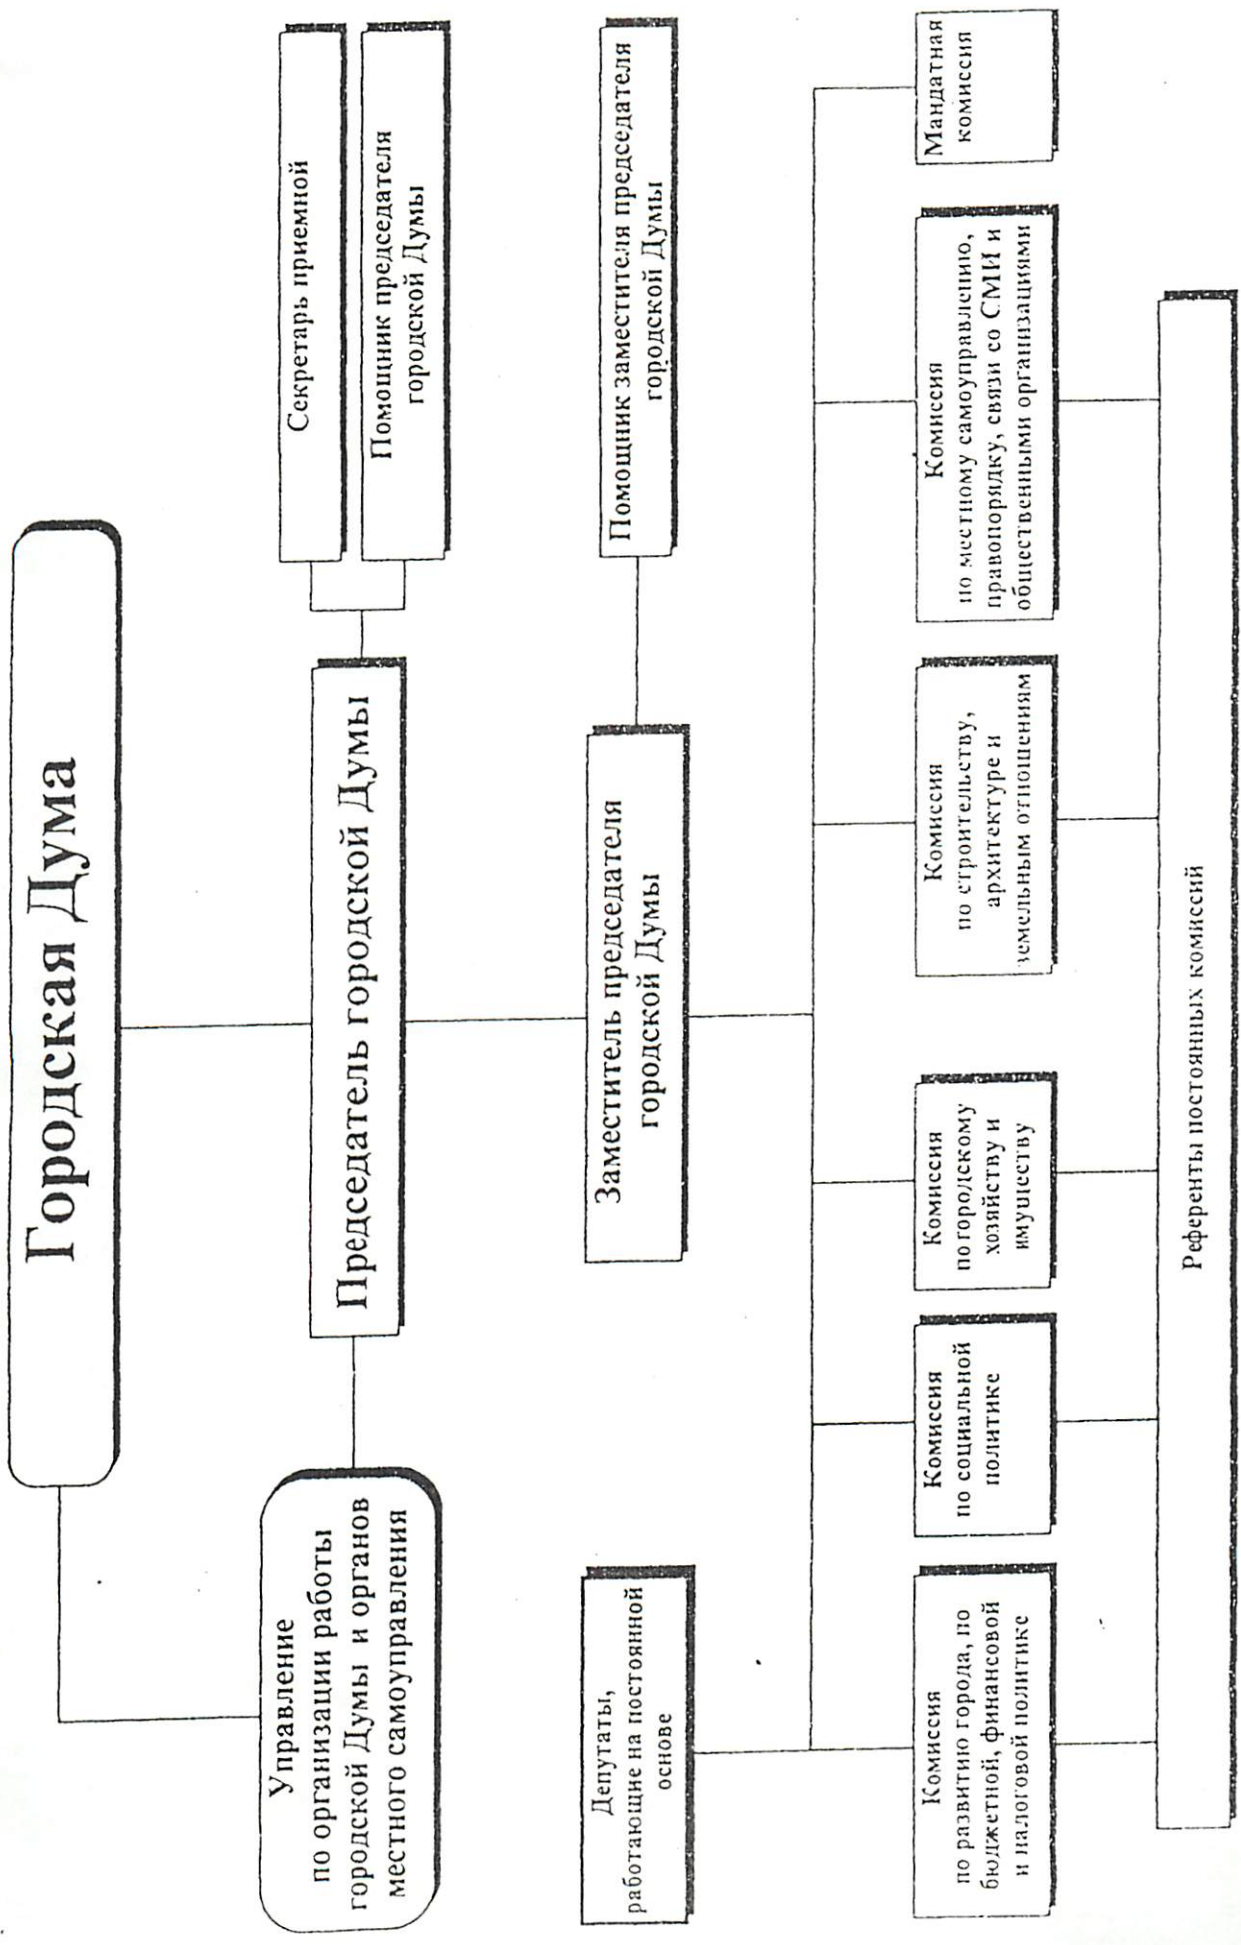 Городская Дума
Управление
по организации работы
городской Думы и органов
местного самоуправления
Председатель городской Думы
Секретарь приемной
Помощник председателя
городской Думы
Депутаты,
работающие на постоянной
основе
Заместитель председателя
городской Думы
Помощник заместителя председателя
городской Думы
Комиссия
по развитию города, по
бюджетной, финансовой
и налоговой политике
Комиссия
по социальной
политике
Комиссия
по городскому
хозяйству и
имуществу
Комиссия
по строительству,
архитектуре и
земельным отношениям
Комиссия
по местному самоуправлению,
правопорядку, связи со СМИ и
общественными организациями
Мандатная
комиссия
Референты постоянных комиссий